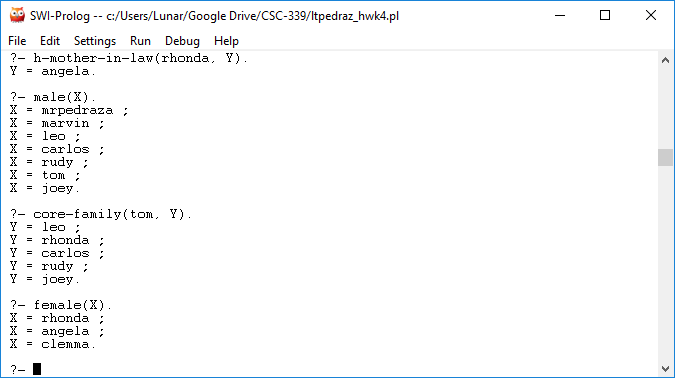 SWI-Prolog -- c:/Users/Lunar/Google Drive/CSC-339/ltpedraz_hwk4.pl
File Edit Settings Run Debug Help
?- h-mother-in-law(rhonda, Y).
Y = angela.
?- male(X).
X = mrpedraza ;
X = marvin ;
X = leo ;
X = carlos ;
X = rudy ;
X = tom ;
X = joey.
?- core-family(tom, Y).
Y = leo ;
Y = rhonda ;
Y = carlos ;
Y = rudy ;
Y = joey.
?- female(X).
X = rhonda ;
X = angela ;
X = clemma.
?-